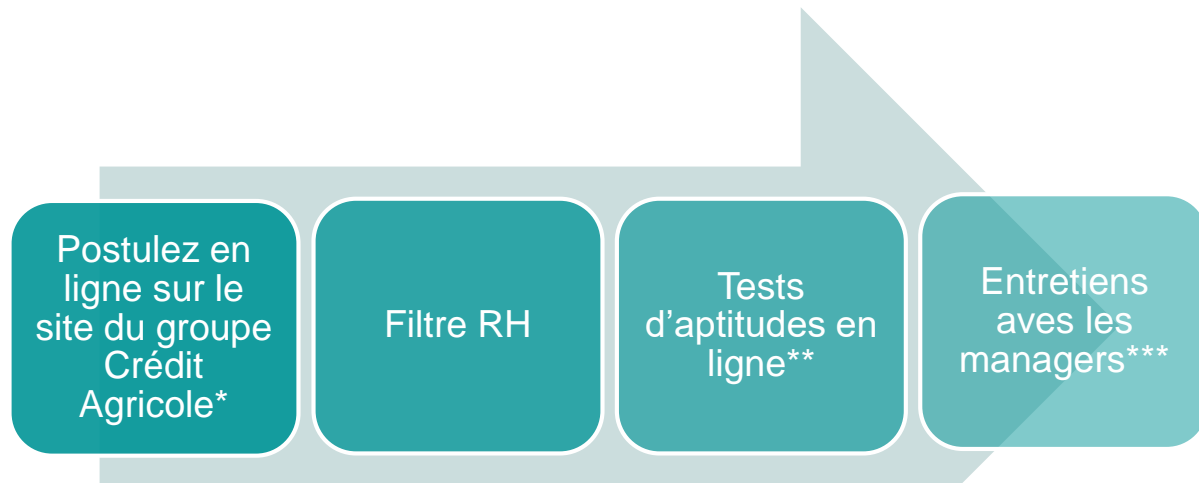 Postulez en
ligne sur le
site du groupe
Crédit
Agricole*
Filtre RH
Tests
d’aptitudes en
ligne**
Entretiens
aves les
managers***